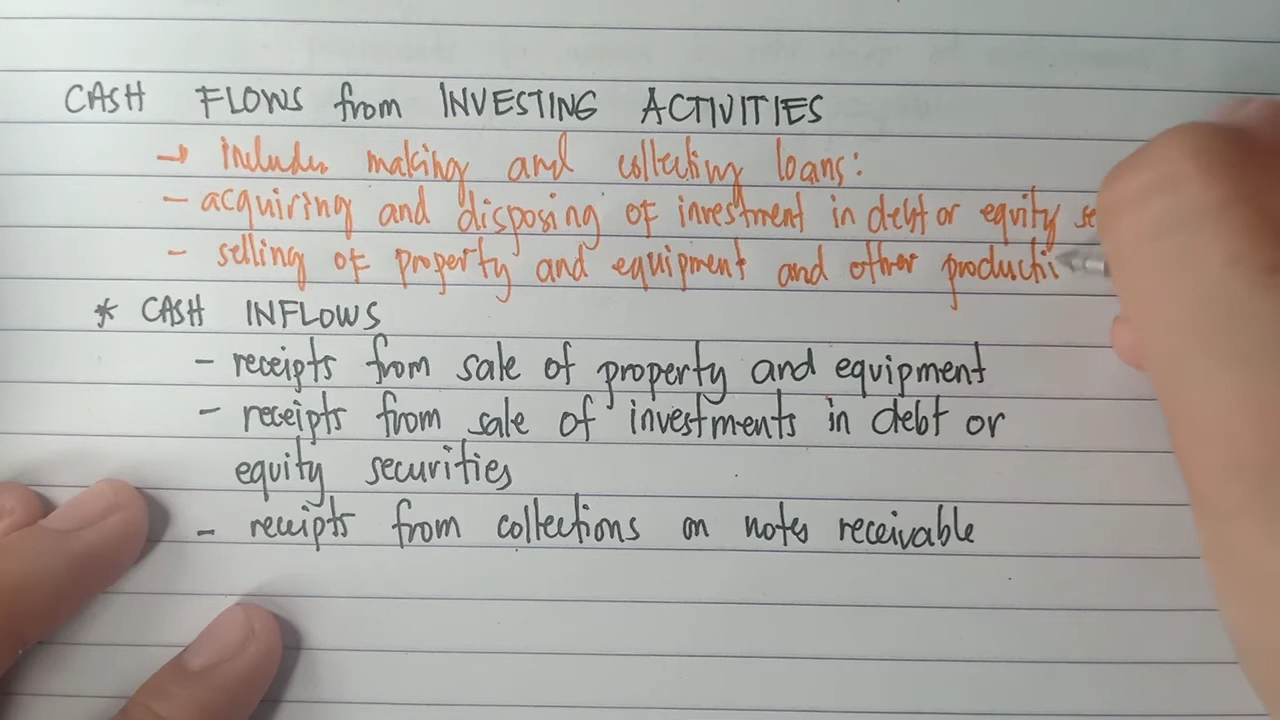 CASH FLOWS from INVESTING ACTIVITIES
→ includes making and collecting loans:
- acquiring and disposing of investment in debt or equity se
- selling of property and equipment and other producti
* CASH INFLOWS
- receipts from sale of property and equipment
- receipts from sale of investments in debt or
equity securities
- receipts from collections on notes receivable